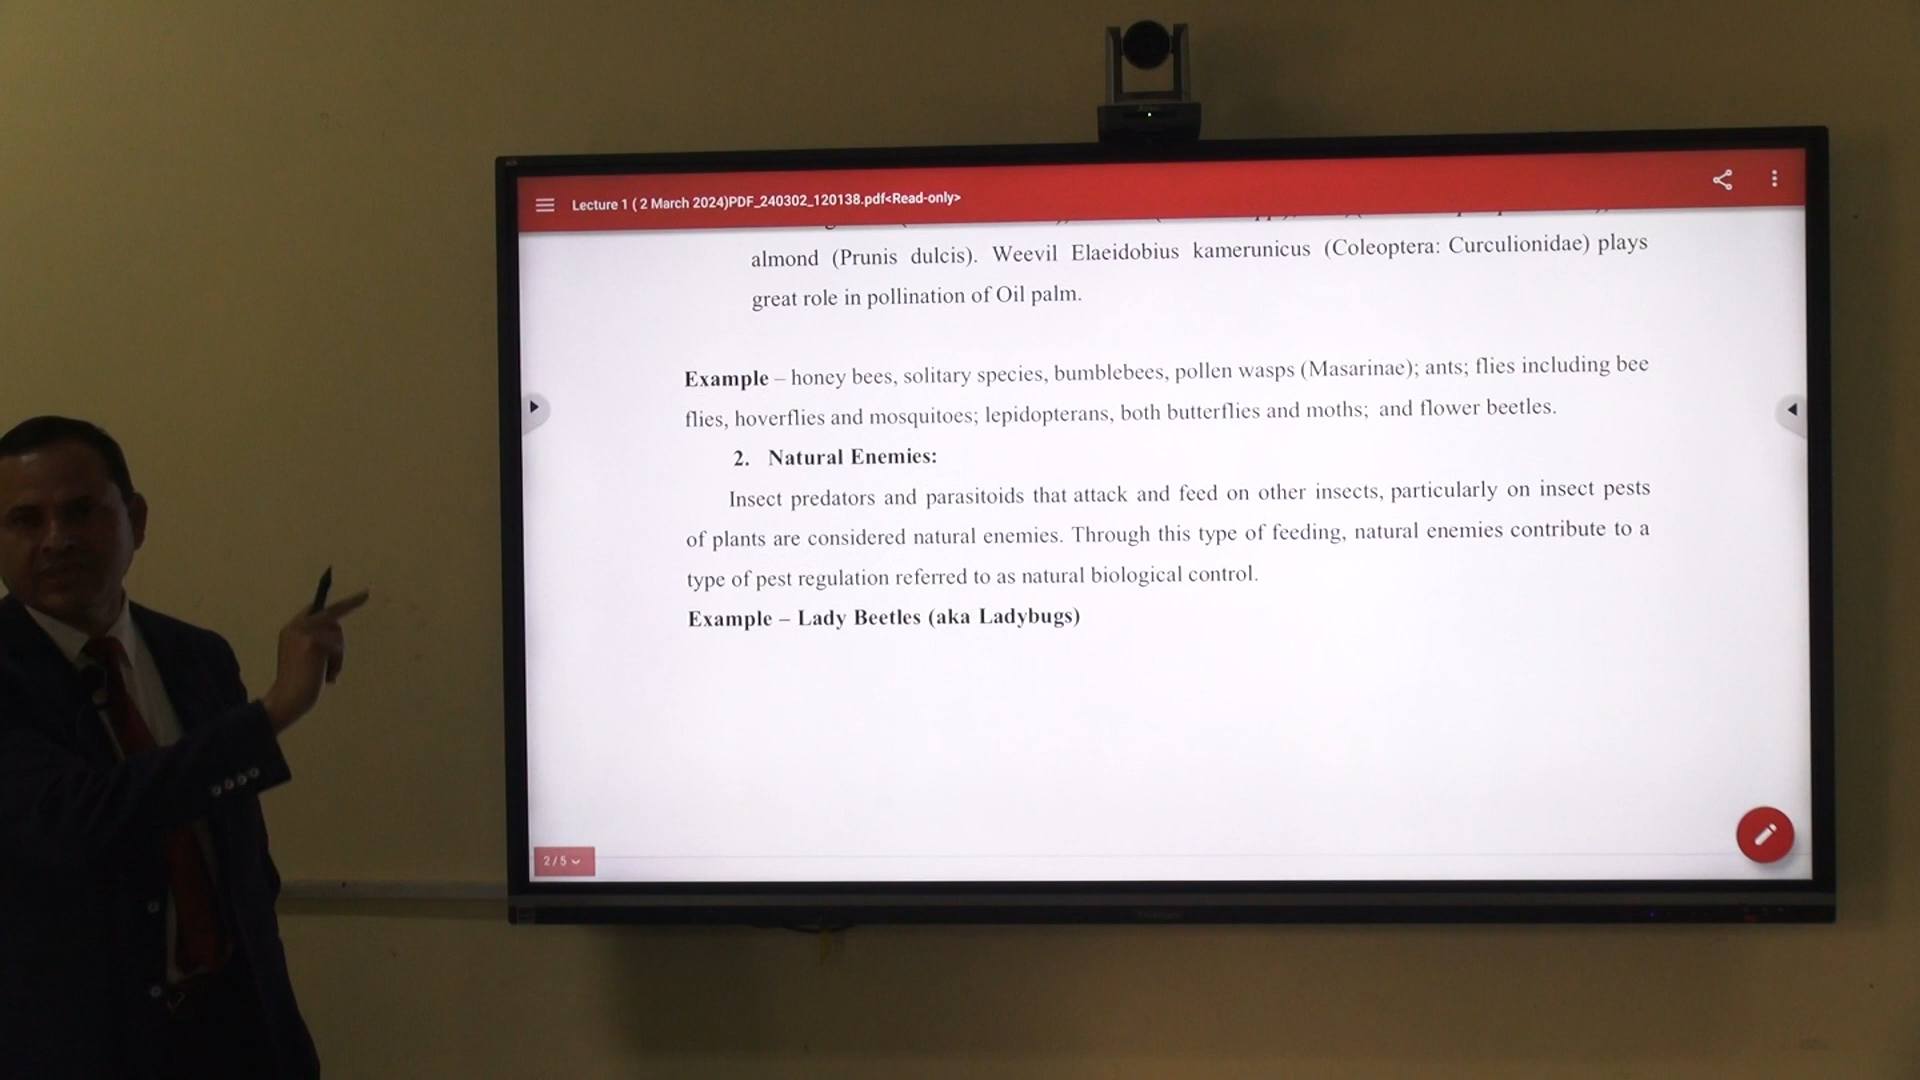 Lecture 1 ( 2 March 2024)PDF_240302_120138.pdf<Read-only>
almond (Prunis dulcis). Weevil Elaeidobius kamerunicus (Coleoptera: Curculionidae) plays
great role in pollination of Oil palm.
Example – honey bees, solitary species, bumblebees, pollen wasps (Masarinae); ants; flies including bee
flies, hoverflies and mosquitoes; lepidopterans, both butterflies and moths; and flower beetles.
2. Natural Enemies:
Insect predators and parasitoids that attack and feed on other insects, particularly on insect pests
of plants are considered natural enemies. Through this type of feeding, natural enemies contribute to a
type of pest regulation referred to as natural biological control.
Example – Lady Beetles (aka Ladybugs)
2/5